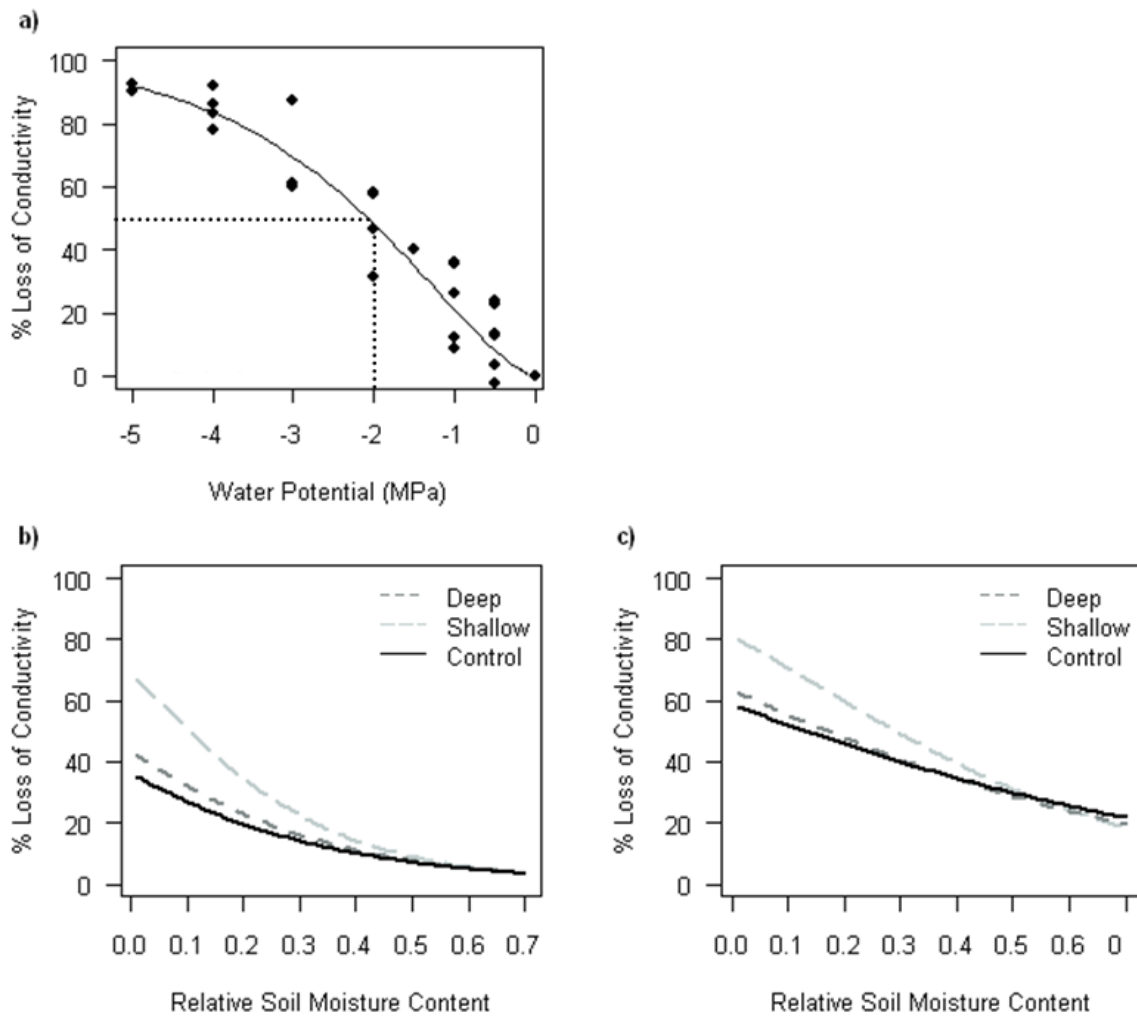 a)
100
80
60
40
20
0
% Loss of Conductivity
-5 -4 -3 -2 -1 0
Water Potential (MPa)
b)
100
80
60
40
20
0
% Loss of Conductivity
Deep
Shallow
Control
0.0 0.1 0.2 0.3 0.4 0.5 0.6 0.7
Relative Soil Moisture Content
c)
100
80
60
40
20
0
% Loss of Conductivity
Deep
Shallow
Control
0.0 0.1 0.2 0.3 0.4 0.5 0.6 0
Relative Soil Moisture Content